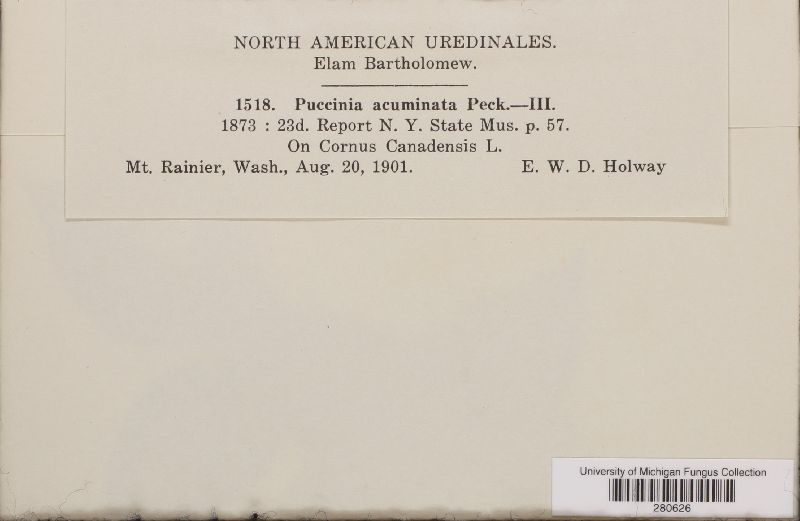 NORTH AMERICAN UREDINALES.
Elam Bartholomew.
1518. Puccinia acuminata Peck.—III.
1873 : 23d. Report N. Y. State Mus. p. 57.
On Cornus Canadensis L.
Mt. Rainier, Wash., Aug. 20, 1901. E. W. D. Holway
University of Michigan Fungus Collection
280626